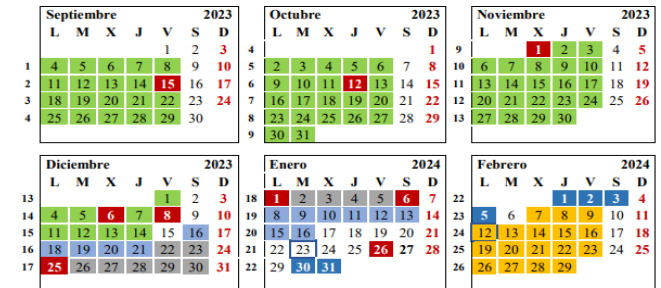 Septiembre 2023
L M X J V S D
1 2 3
1 4 5 6 7 8 9 10
2 11 12 13 14 15 16 17
3 18 19 20 21 22 23 24
4 25 26 27 28 29 30
Octubre 2023
L M X J V S D
4 1
5 2 3 4 5 6 7 8
6 9 10 11 12 13 14 15
7 16 17 18 19 20 21 22
8 23 24 25 26 27 28 29
9 30 31
Noviembre 2023
L M X J V S D
9 1 2 3 4 5
10 6 7 8 9 10 11 12
11 13 14 15 16 17 18 19
12 20 21 22 23 24 25 26
13 27 28 29 30
Diciembre 2023
L M X J V S D
13 1 2 3
14 4 5 6 7 8 9 10
15 11 12 13 14 15 16 17
16 18 19 20 21 22 23 24
17 25 26 27 28 29 30 31
Enero 2024
L M X J V S D
18 1 2 3 4 5 6 7
19 8 9 10 11 12 13 14
20 15 16 17 18 19 20 21
21 22 23 24 25 26 27 28
22 29 30 31
Febrero 2024
L M X J V S D
22 1 2 3 4
23 5 6 7 8 9 10 11
24 12 13 14 15 16 17 18
25 19 20 21 22 23 24 25
26 26 27 28 29